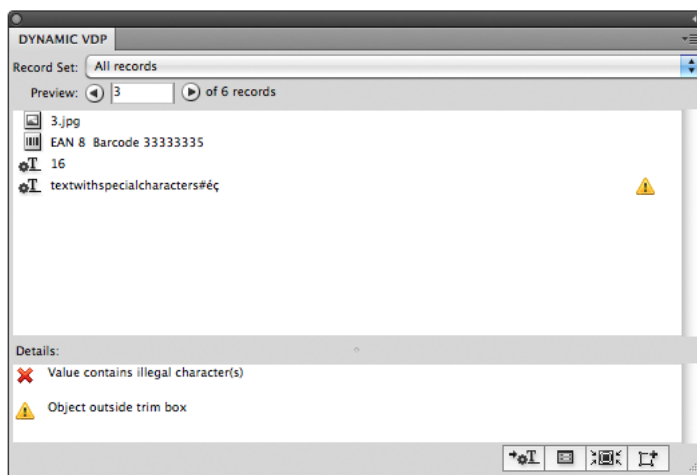 DYNAMIC VDP
Record Set: All records
Preview: 3 of 6 records
3.jpg
EAN 8 Barcode 33333335
T 16
T textwithspecialcharacters#éç
Details:
Value contains illegal character(s)
Object outside trim box
T